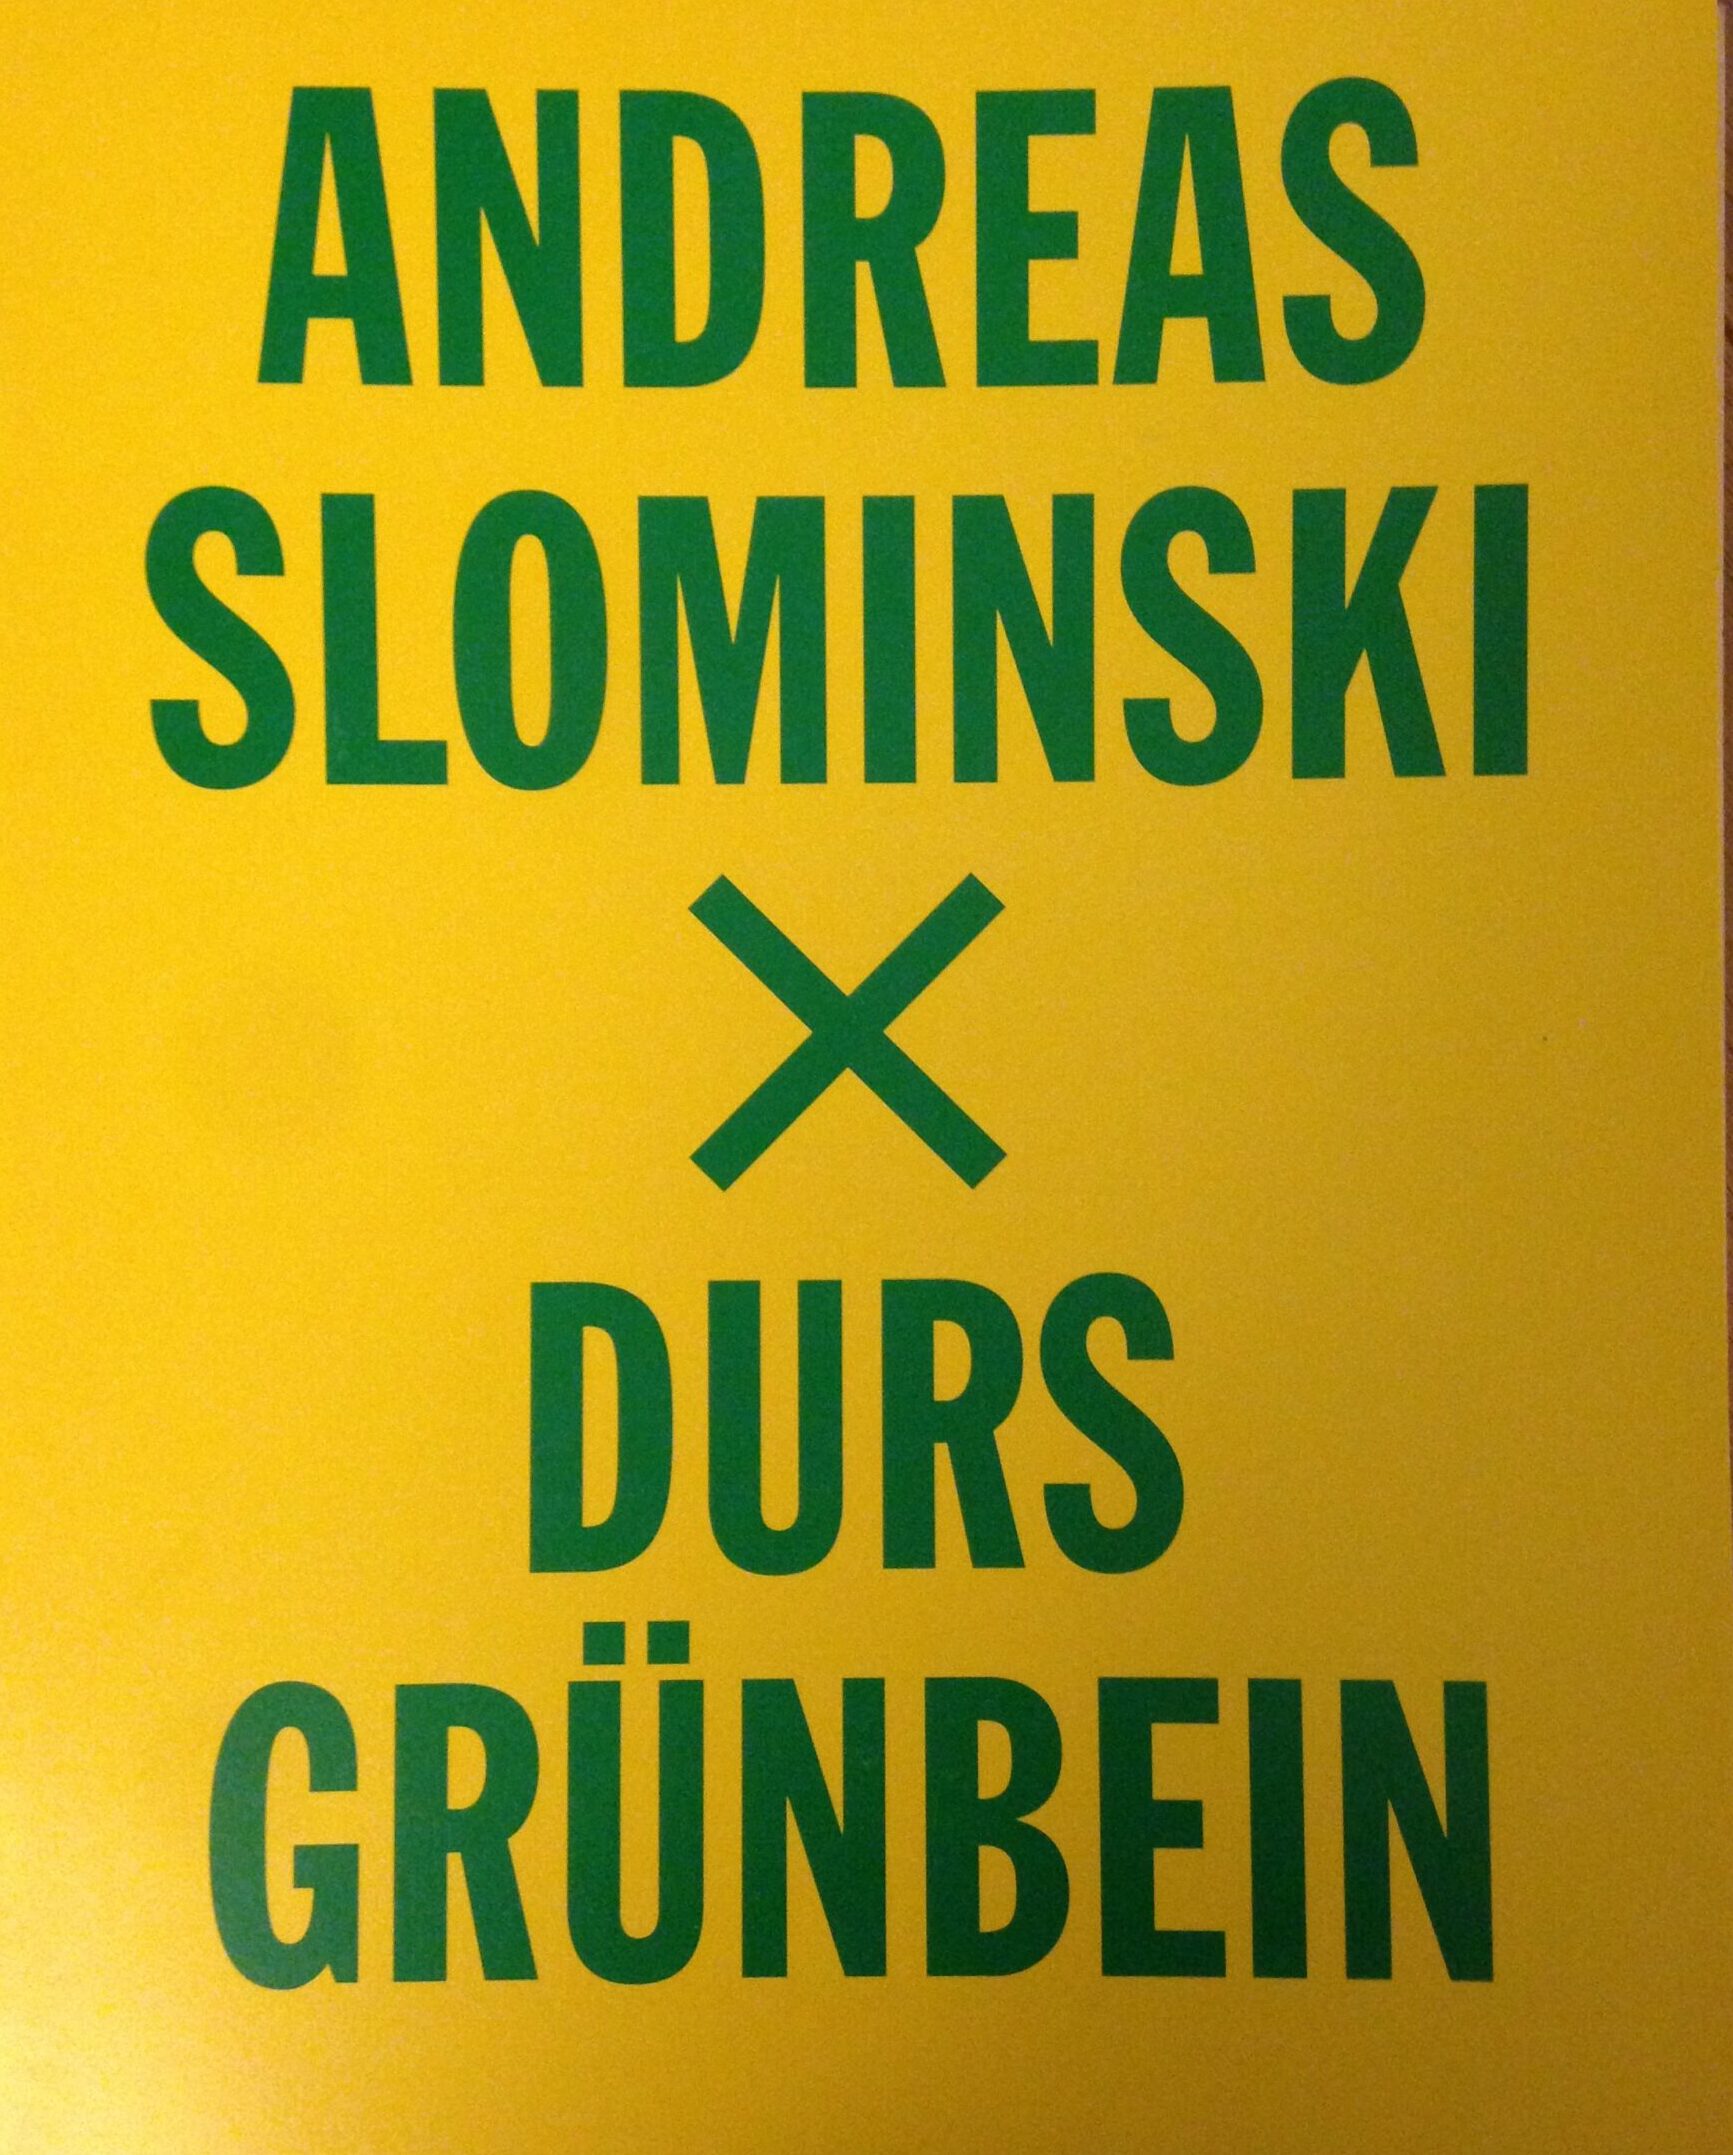 ANDREAS
SLOMINSKI
×
DURS
GRÜNBEIN